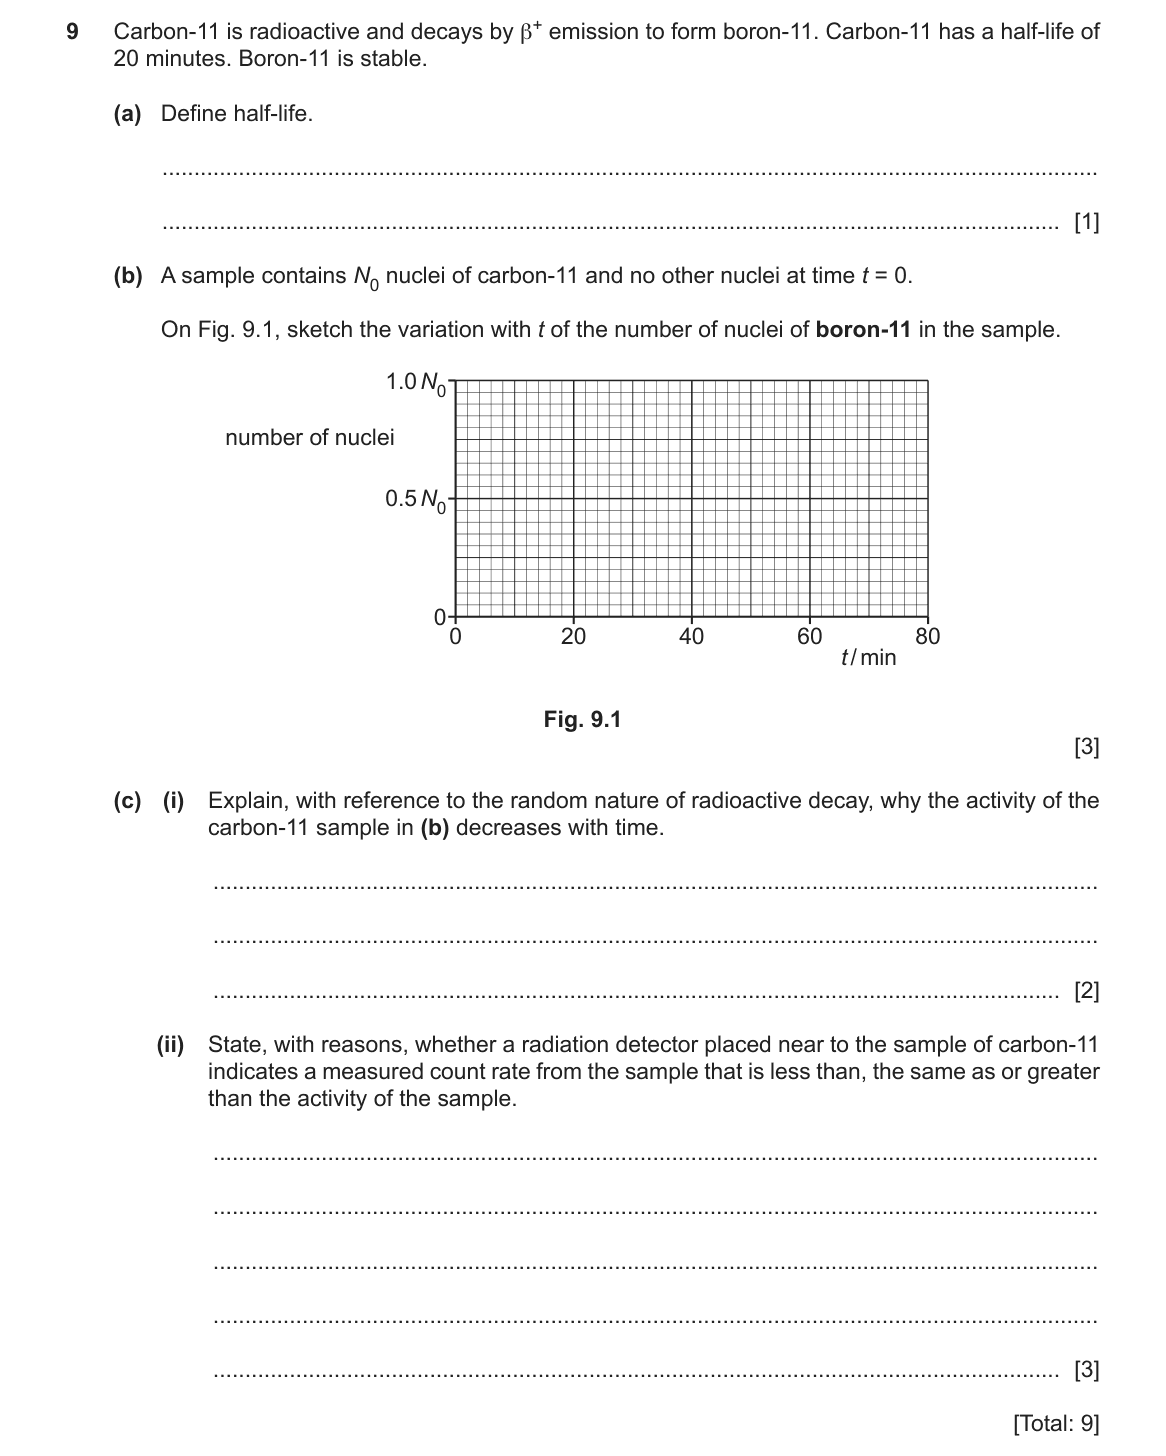 9 Carbon-11 is radioactive and decays by β⁺ emission to form boron-11. Carbon-11 has a half-life of
20 minutes. Boron-11 is stable.
(a) Define half-life.
..........
.......... [1]
(b) A sample contains N₀ nuclei of carbon-11 and no other nuclei at time t = 0.
On Fig. 9.1, sketch the variation with t of the number of nuclei of boron-11 in the sample.
1.0 N₀
number of nuclei
0.5 N₀
0
0 20 40 60 80
t / min
Fig. 9.1
[3]
(c) (i) Explain, with reference to the random nature of radioactive decay, why the activity of the
carbon-11 sample in (b) decreases with time.
..........
..........
.......... [2]
(ii) State, with reasons, whether a radiation detector placed near to the sample of carbon-11
indicates a measured count rate from the sample that is less than, the same as or greater
than the activity of the sample.
..........
..........
..........
..........
.......... [3]
[Total: 9]